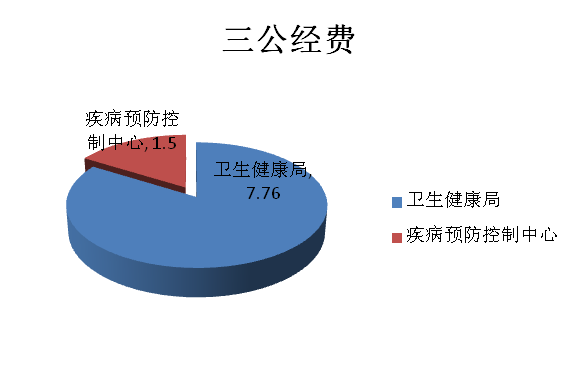 三公经费
疾病预防控
制中心, 1.5
卫生健康局,
7.76
卫生健康局
疾病预防控制中心